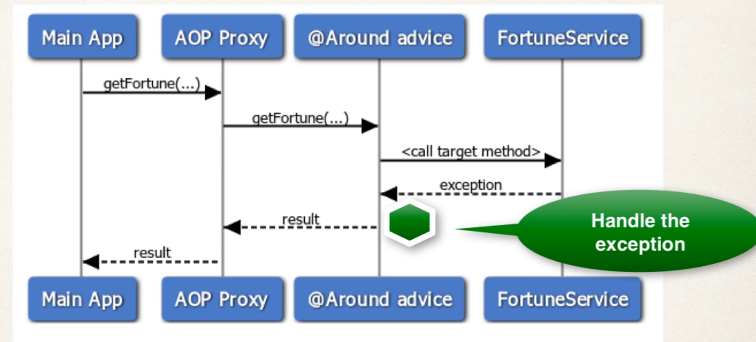 Main App
AOP Proxy
@Around advice
FortuneService
getFortune(...)
getFortune(...)
<call target method>
exception
Handle the
exception
result
result
Main App
AOP Proxy
@Around advice
FortuneService